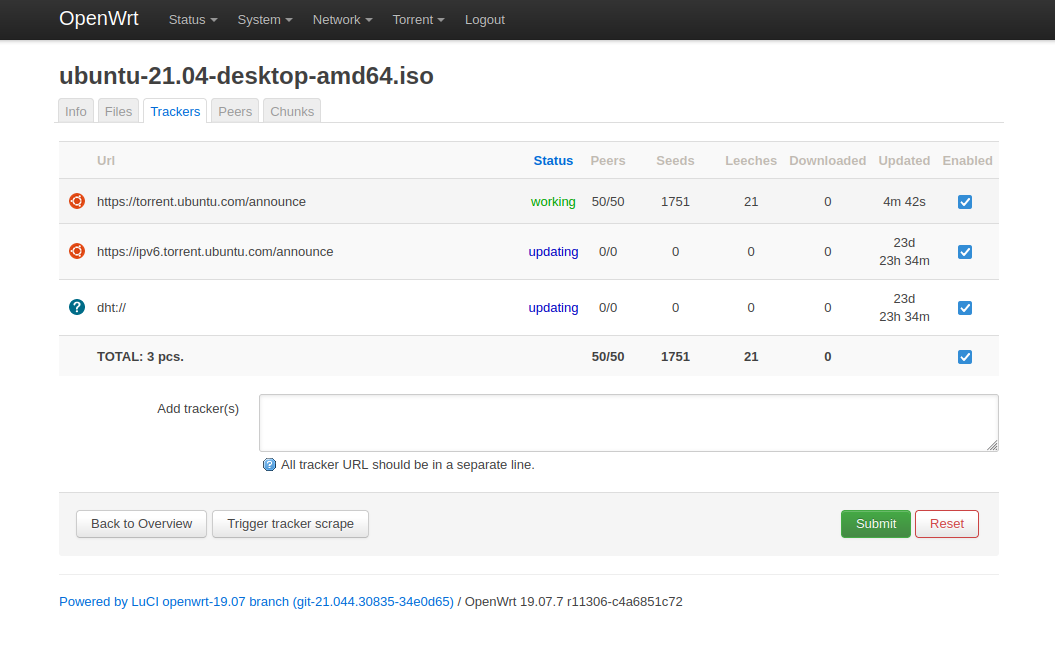 OpenWrt Status System Network Torrent Logout
ubuntu-21.04-desktop-amd64.iso
Info Files Trackers Peers Chunks
Url Status Peers Seeds Leeches Downloaded Updated Enabled
https://torrent.ubuntu.com/announce working 50/50 1751 21 0 4m 42s
https://ipv6.torrent.ubuntu.com/announce updating 0/0 0 0 0 23d
23h 34m
? dht:// updating 0/0 0 0 0 23d
23h 34m
TOTAL: 3 pcs. 50/50 1751 21 0
Add tracker(s)
All tracker URL should be in a separate line.
Back to Overview Trigger tracker scrape Submit Reset
Powered by LuCI openwrt-19.07 branch (git-21.044.30835-34e0d65) / OpenWrt 19.07.7 r11306-c4a6851c72